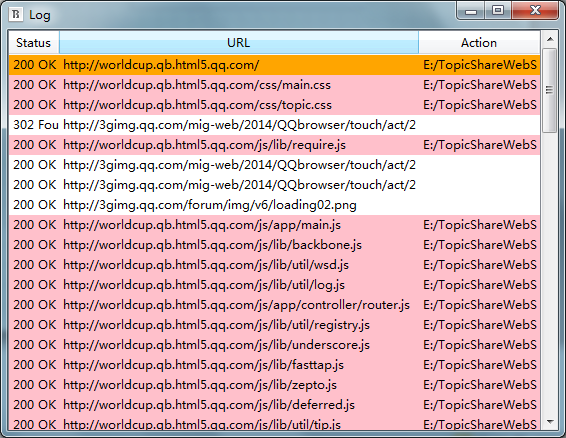 Log
Status URL Action
200 OK http://worldcup.qb.html5.qq.com/ E:/TopicShareWebS
200 OK http://worldcup.qb.html5.qq.com/css/main.css E:/TopicShareWebS
200 OK http://worldcup.qb.html5.qq.com/css/topic.css E:/TopicShareWebS
302 Fou http://3gimg.qq.com/mig-web/2014/QQbrowser/touch/act/2
200 OK http://worldcup.qb.html5.qq.com/js/lib/require.js E:/TopicShareWebS
200 OK http://3gimg.qq.com/mig-web/2014/QQbrowser/touch/act/2
200 OK http://3gimg.qq.com/mig-web/2014/QQbrowser/touch/act/2
200 OK http://3gimg.qq.com/forum/img/v6/loading02.png
200 OK http://worldcup.qb.html5.qq.com/js/app/main.js E:/TopicShareWebS
200 OK http://worldcup.qb.html5.qq.com/js/lib/backbone.js E:/TopicShareWebS
200 OK http://worldcup.qb.html5.qq.com/js/lib/util/wsd.js E:/TopicShareWebS
200 OK http://worldcup.qb.html5.qq.com/js/lib/util/log.js E:/TopicShareWebS
200 OK http://worldcup.qb.html5.qq.com/js/app/controller/router.js E:/TopicShareWebS
200 OK http://worldcup.qb.html5.qq.com/js/lib/util/registry.js E:/TopicShareWebS
200 OK http://worldcup.qb.html5.qq.com/js/lib/underscore.js E:/TopicShareWebS
200 OK http://worldcup.qb.html5.qq.com/js/lib/fasttap.js E:/TopicShareWebS
200 OK http://worldcup.qb.html5.qq.com/js/lib/zepto.js E:/TopicShareWebS
200 OK http://worldcup.qb.html5.qq.com/js/lib/deferred.js E:/TopicShareWebS
200 OK http://worldcup.qb.html5.qq.com/js/lib/util/tip.js E:/TopicShareWebS